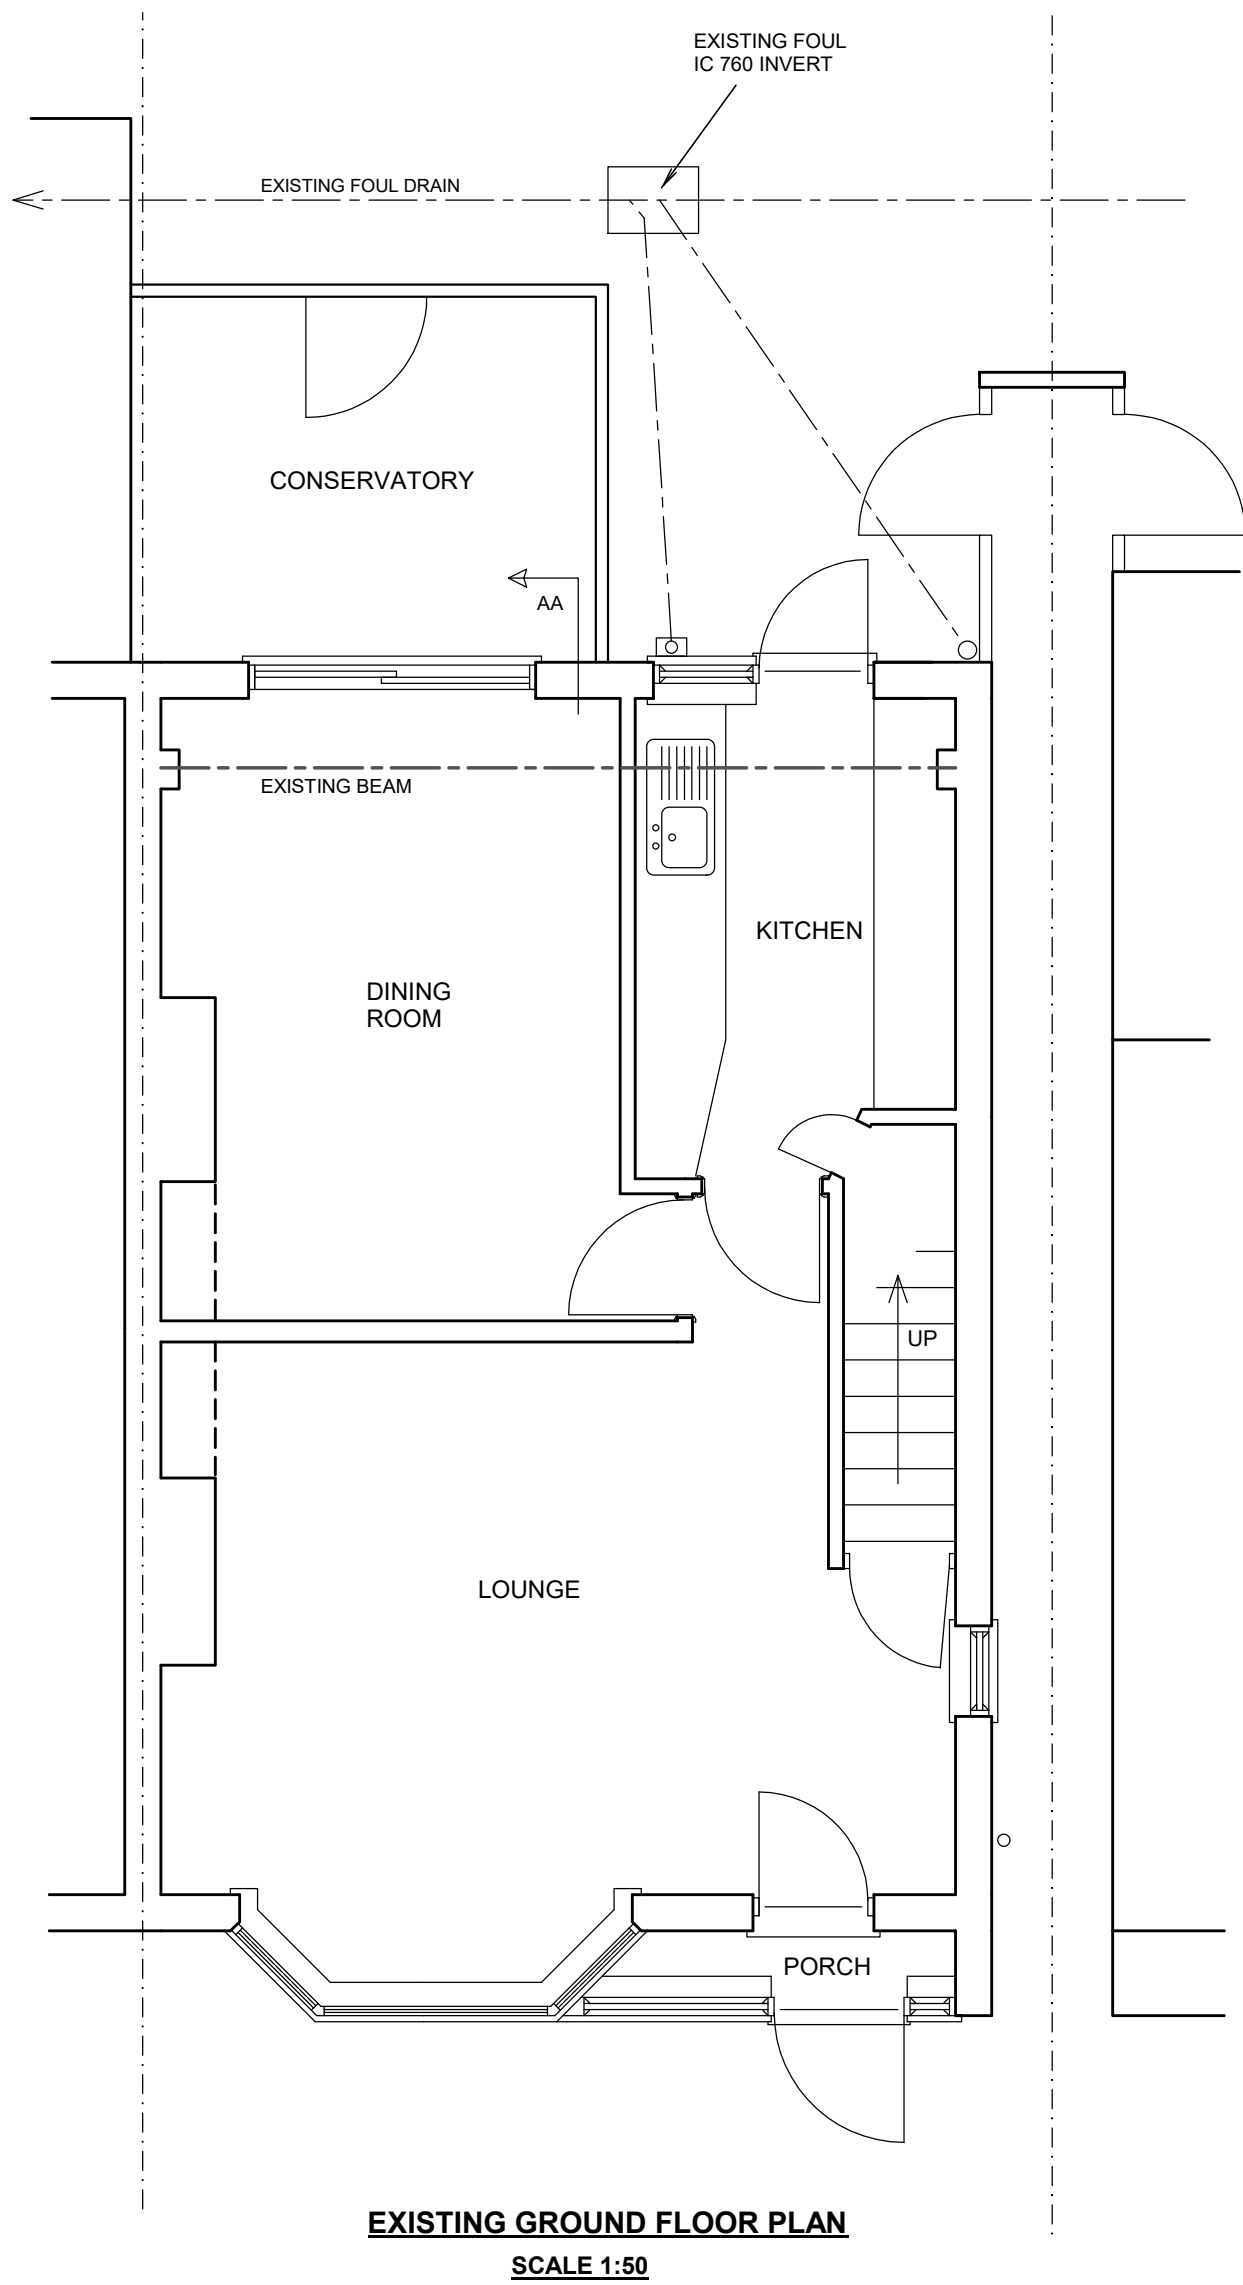 EXISTING FOUL
IC 760 INVERT
EXISTING FOUL DRAIN
CONSERVATORY
AA
EXISTING BEAM
KITCHEN
DINING
ROOM
UP
LOUNGE
PORCH
EXISTING GROUND FLOOR PLAN
SCALE 1:50